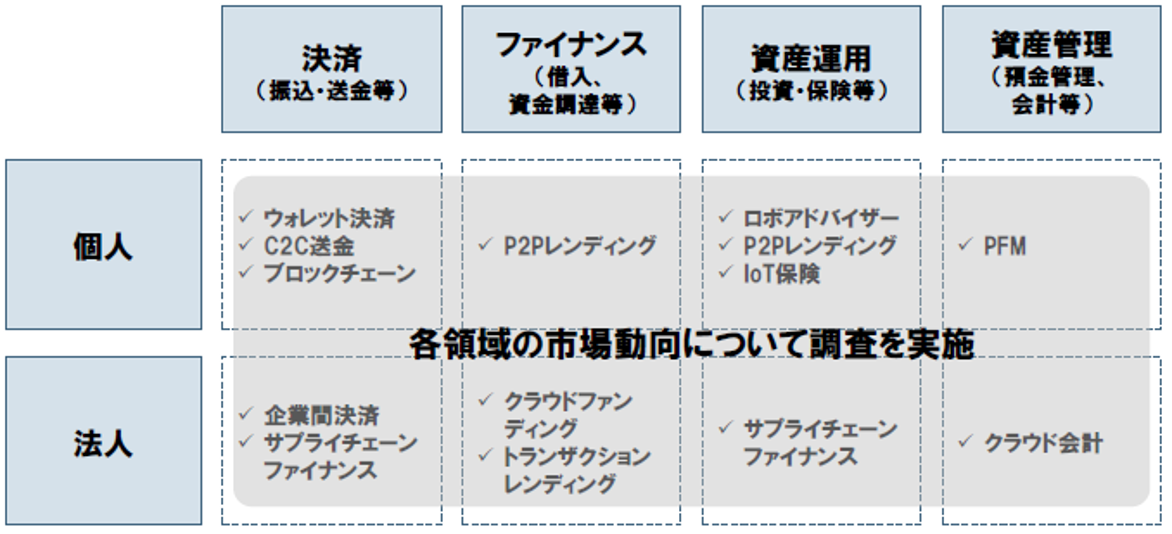 決済
（振込・送金等）
ファイナンス
（借入、
資金調達等）
資産運用
（投資・保険等）
資産管理
（預金管理、
会計等）
個人
✓ ウォレット決済
✓ C2C送金
✓ ブロックチェーン
✓ P2Pレンディング
✓ ロボアドバイザー
✓ P2Pレンディング
✓ IoT保険
✓ PFM
各領域の市場動向について調査を実施
法人
✓ 企業間決済
✓ サプライチェーン
ファイナンス
✓ クラウドファン
ディング
✓ トランザクション
レンディング
✓ サプライチェーン
ファイナンス
✓ クラウド会計